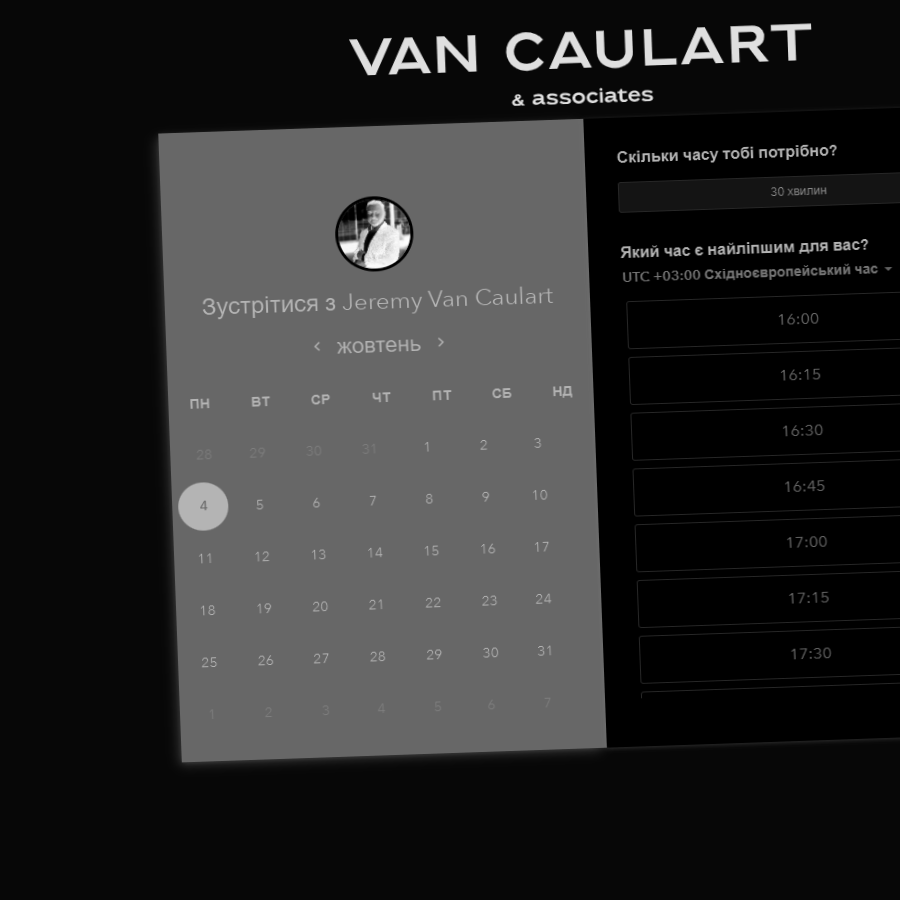 VAN CAULART
& associates
Зустрітися з Jeremy Van Caulart
жовтень
ПН ВТ СР ЧТ ПТ СБ НД
28 29 30 31 1 2 3
4 5 6 7 8 9 10
11 12 13 14 15 16 17
18 19 20 21 22 23 24
25 26 27 28 29 30 31
1 2 3 4 5 6 7
Скільки часу тобі потрібно?
30 хвилин
Який час є найліпшим для вас?
UTC +03:00 Східноєвропейський час
16:00
16:15
16:30
16:45
17:00
17:15
17:30